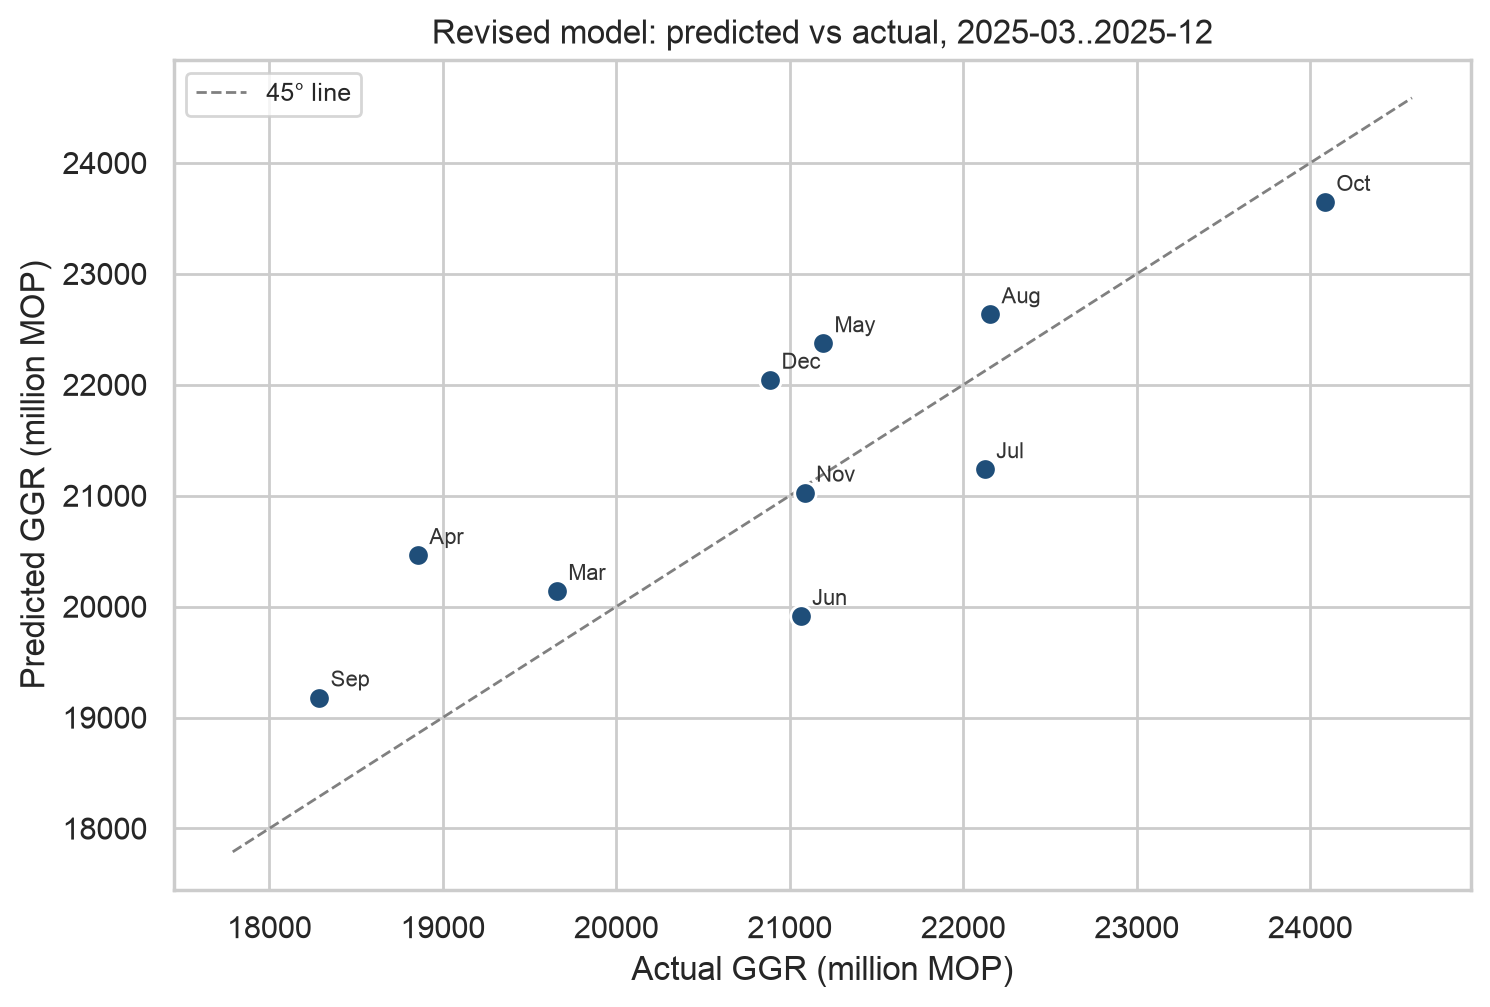 Revised model: predicted vs actual, 2025-03..2025-12
45° line
24000
23000
22000
21000
20000
19000
18000
Predicted GGR (million MOP)
Oct
Aug
May
Dec
Jul
Nov
Apr
Mar
Jun
Sep
18000 19000 20000 21000 22000 23000 24000
Actual GGR (million MOP)